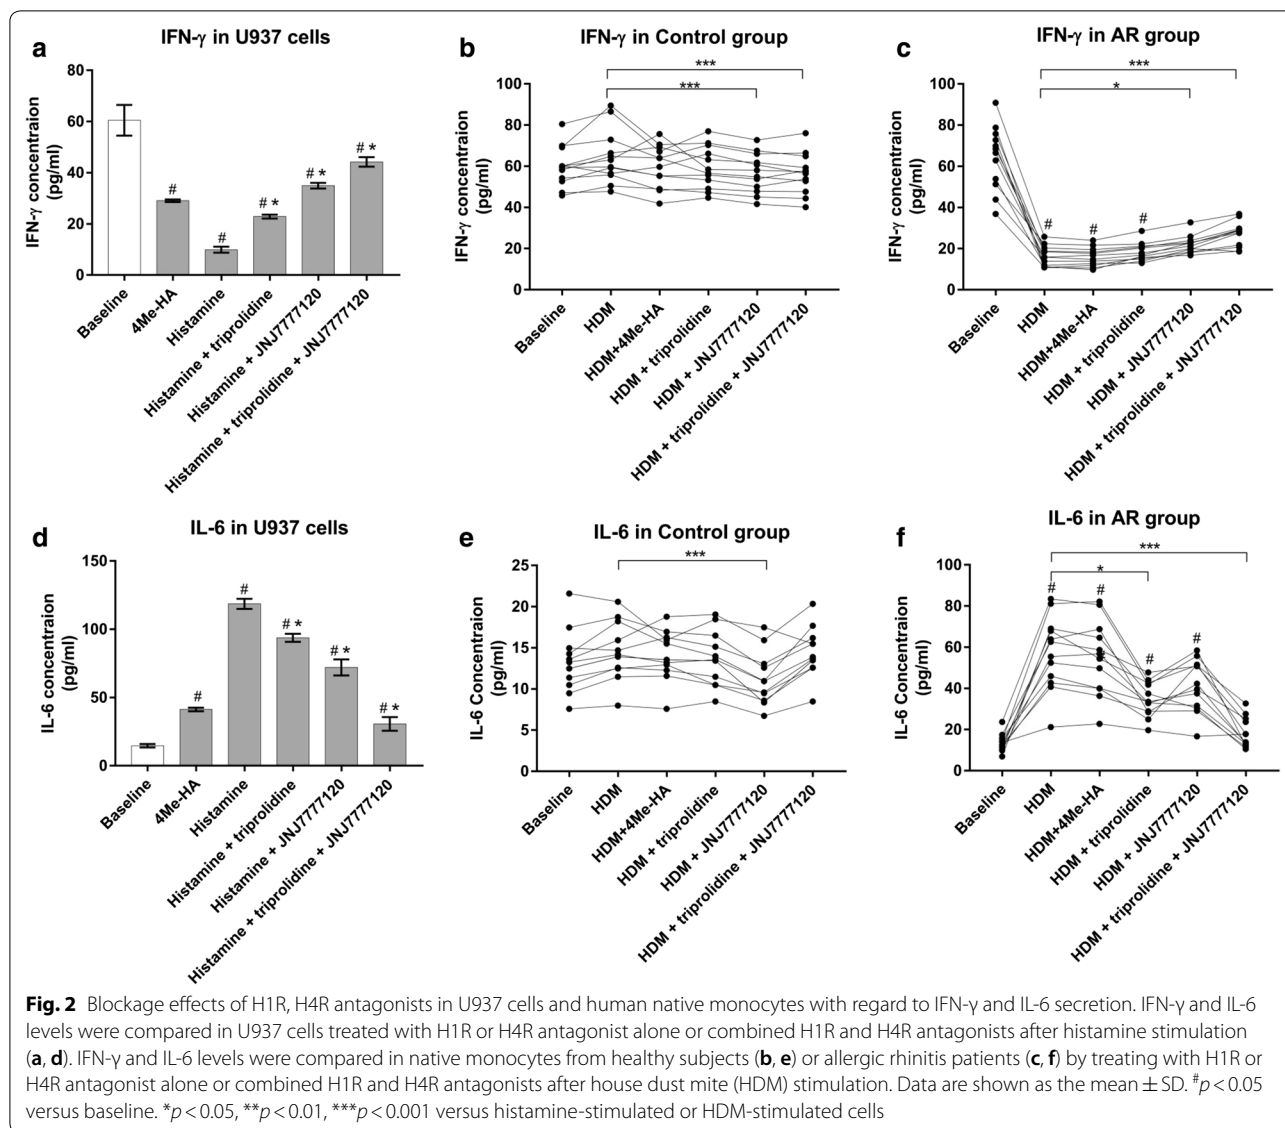 a
IFN-γ in U937 cells
IFN-γ concentraion
(pg/ml)
80
60
40
20
0
#
#
# *
# *
# *
Baseline
4Me-HA
Histamine
Histamine + triprolidine
Histamine + JNJ7777120
Histamine + triprolidine + JNJ7777120
b
IFN-γ in Control group
***
***
IFN-γ concentraion
(pg/ml)
100
80
60
40
20
0
Baseline
HDM
HDM+4Me-HA
HDM + triprolidine
HDM + JNJ7777120
HDM + triprolidine + JNJ7777120
c
IFN-γ in AR group
***
*
IFN-γ concentraion
(pg/ml)
100
80
60
40
20
0
#
#
#
Baseline
HDM
HDM+4Me-HA
HDM + triprolidine
HDM + JNJ7777120
HDM + triprolidine + JNJ7777120
d
IL-6 in U937 cells
IL-6 concentraion
(pg/ml)
150
100
50
0
#
#
# *
# *
# *
Baseline
4Me-HA
Histamine
Histamine + triprolidine
Histamine + JNJ7777120
Histamine + triprolidine + JNJ7777120
e
IL-6 in Control group
***
IL-6 Concentraion
(pg/ml)
25
20
15
10
5
0
Baseline
HDM
HDM+4Me-HA
HDM + triprolidine
HDM + JNJ7777120
HDM + triprolidine + JNJ7777120
f
IL-6 in AR group
***
*
IL-6 Concentraion
(pg/ml)
100
80
60
40
20
0
#
#
#
#
Baseline
HDM
HDM+4Me-HA
HDM + triprolidine
HDM + JNJ7777120
HDM + triprolidine + JNJ7777120
Fig. 2 Blockage effects of H1R, H4R antagonists in U937 cells and human native monocytes with regard to IFN-γ and IL-6 secretion. IFN-γ and IL-6
levels were compared in U937 cells treated with H1R or H4R antagonist alone or combined H1R and H4R antagonists after histamine stimulation
(a, d). IFN-γ and IL-6 levels were compared in native monocytes from healthy subjects (b, e) or allergic rhinitis patients (c, f) by treating with H1R or
H4R antagonist alone or combined H1R and H4R antagonists after house dust mite (HDM) stimulation. Data are shown as the mean ± SD. #p < 0.05
versus baseline. *p < 0.05, **p < 0.01, ***p < 0.001 versus histamine-stimulated or HDM-stimulated cells